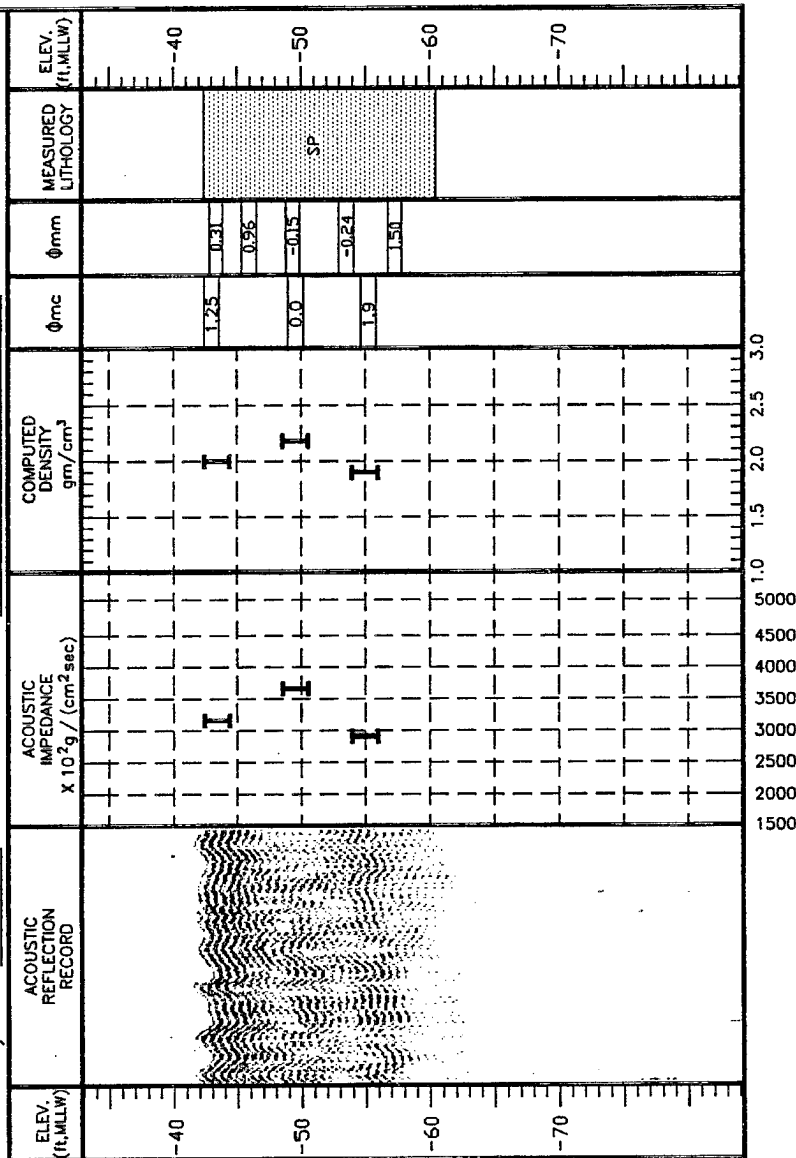 ELEV.
(ft,MLLW)
-40
-50
-60
-70
MEASURED
LITHOLOGY
SP
ϕmm
0.31
0.96
-0.15
-0.24
1.50
ϕmc
1.25
0.0
1.9
COMPUTED
DENSITY
gm/cm³
3.0
2.5
2.0
1.5
1.0
ACOUSTIC
IMPEDANCE
X 10² g / (cm² sec)
5000
4500
4000
3500
3000
2500
2000
1500
ACOUSTIC
REFLECTION
RECORD
ELEV.
(ft,MLLW)
-40
-50
-60
-70